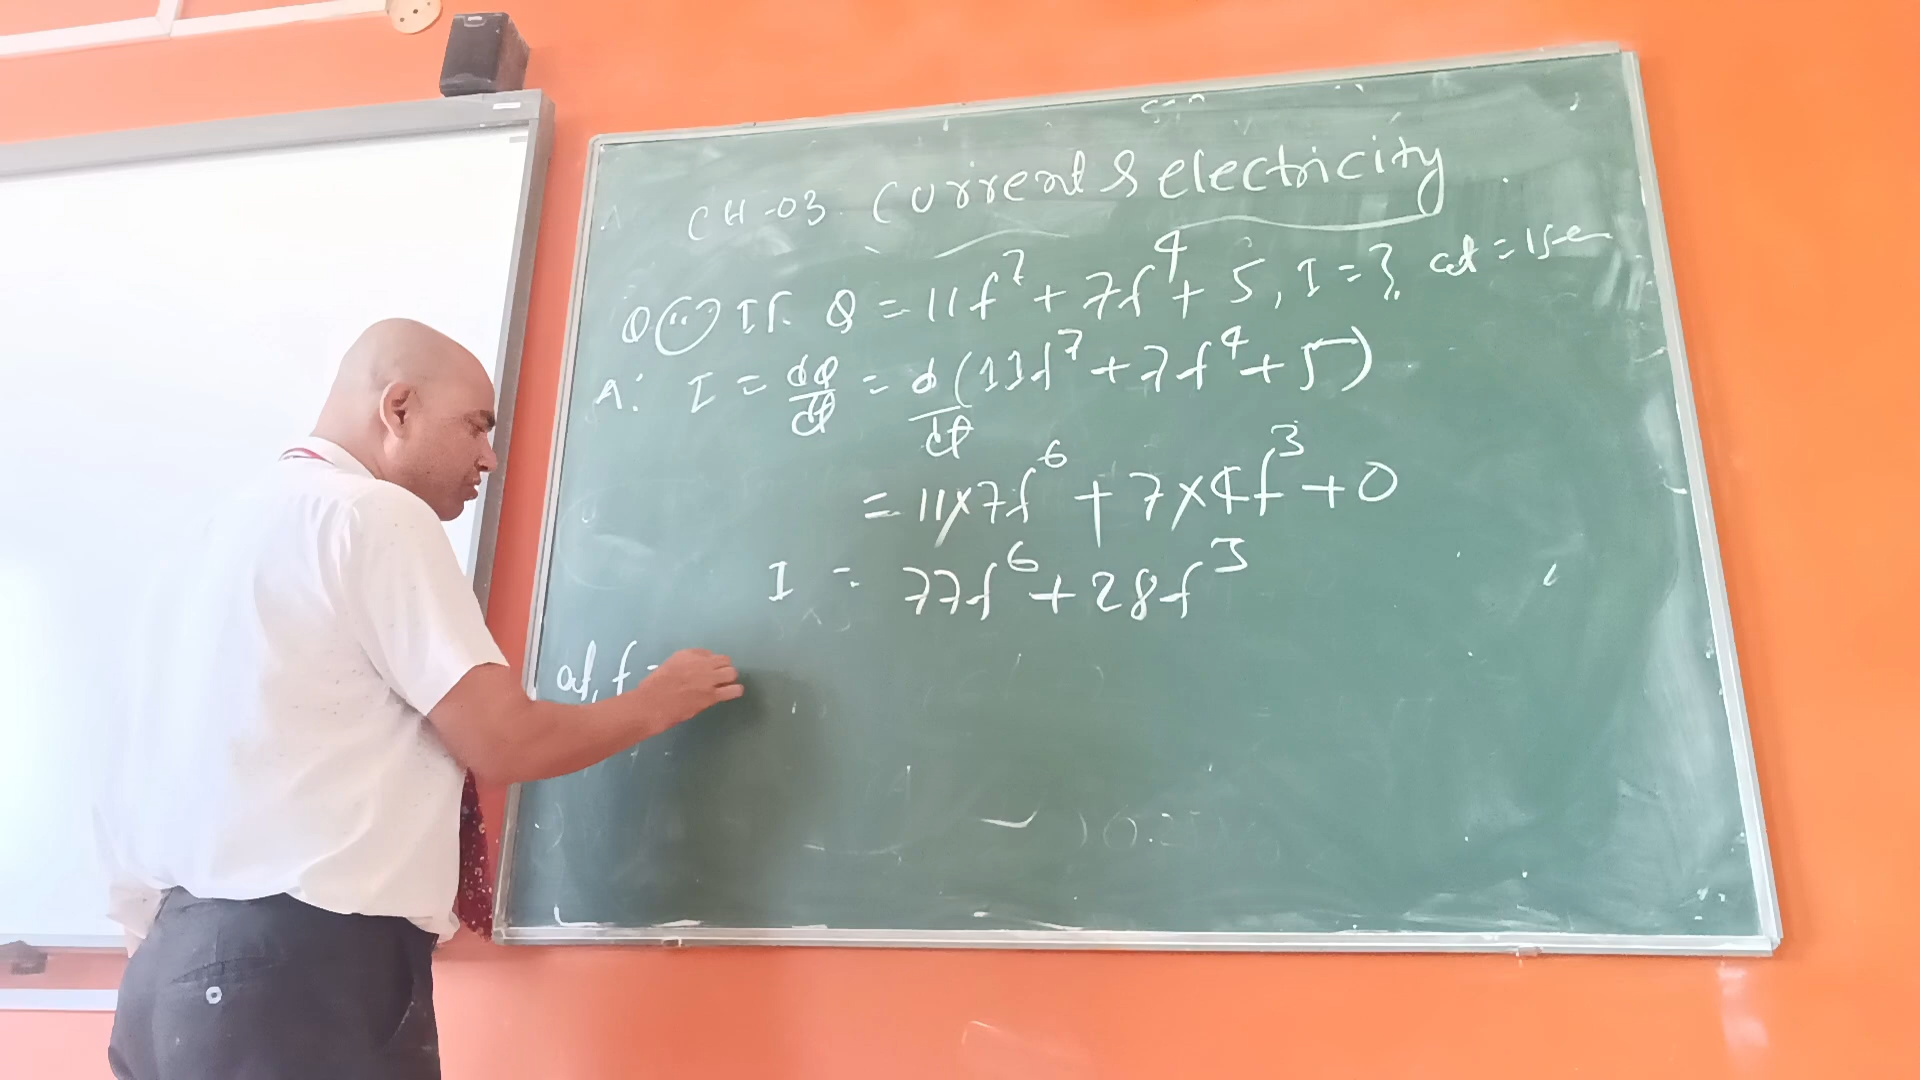 CH-03. Current & electricity
Q ∵ If. Q = 11t⁷ + 7t⁴ + 5, I = ? at = 1sec
A: I = dQ/dt = d/dt (11t⁷ + 7t⁴ + 5)
= 11×7t⁶ + 7×4t³ + 0
I = 77t⁶ + 28t³
at, t =